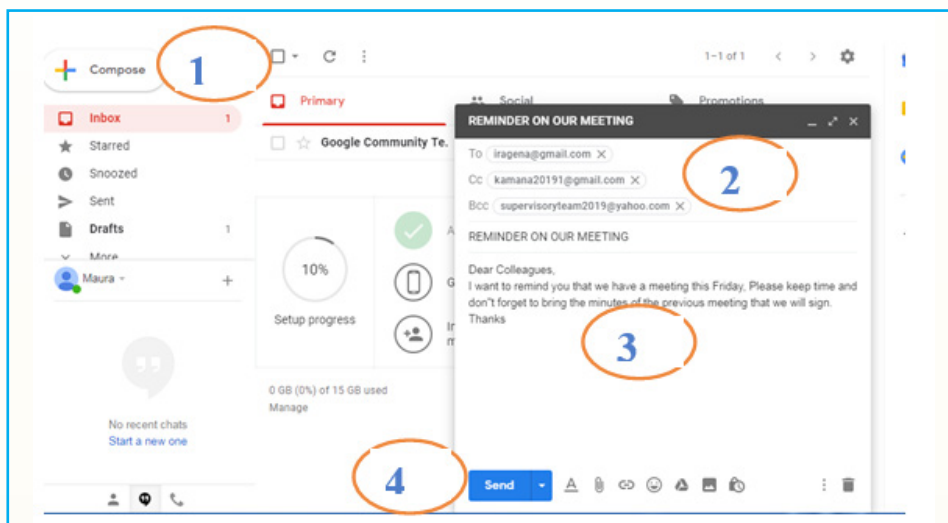 Compose
1
1-1 of 1
Primary
Social
Promotions
Inbox 1
Starred
Google Community Te.
Snoozed
Sent
Drafts 1
More
Maura
No recent chats
Start a new one
10%
Setup progress
0 GB (0%) of 15 GB used
Manage
REMINDER ON OUR MEETING
To iragena@gmail.com
Cc kamana20191@gmail.com
Bcc supervisoryteam2019@yahoo.com
2
REMINDER ON OUR MEETING
Dear Colleagues,
I want to remind you that we have a meeting this Friday, Please keep time and
don"t forget to bring the minutes of the previous meeting that we will sign.
Thanks
3
4
Send